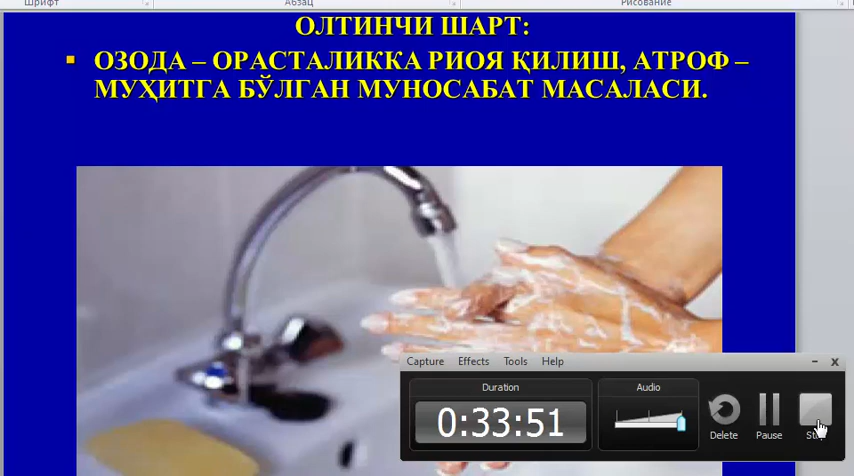 Шрифт Абзац Рисование
ОЛТИНЧИ ШАРТ:
ОЗОДА – ОРАСТАЛИККА РИОЯ ҚИЛИШ, АТРОФ –
МУҲИТГА БЎЛГАН МУНОСАБАТ МАСАЛАСИ.
Capture Effects Tools Help
Duration Audio
0:33:51
Delete Pause